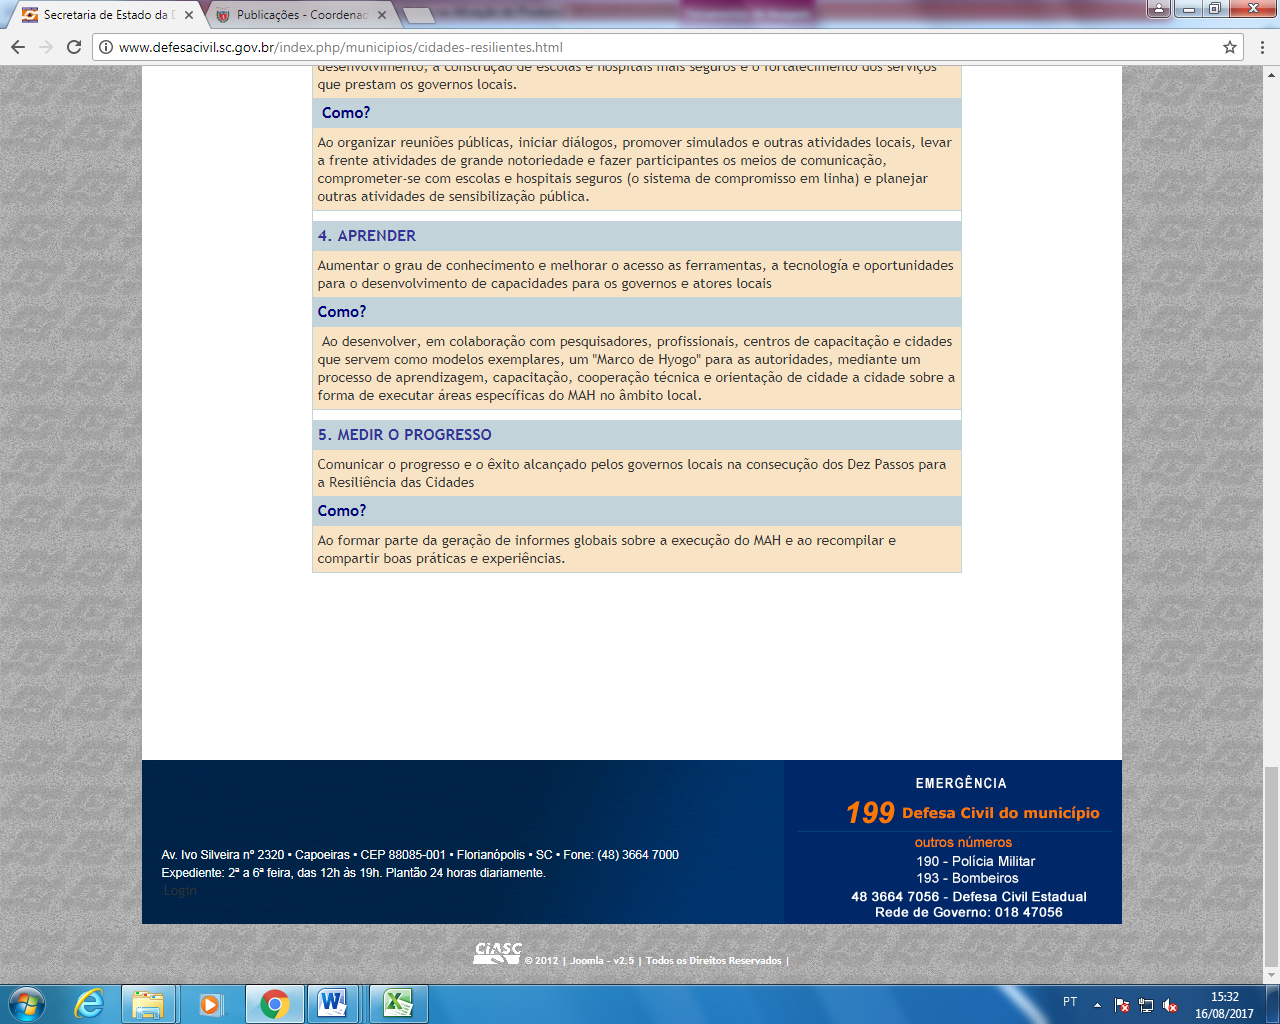 Secretaria de Estado da D
Publicações - Coordenad
www.defesacivil.sc.gov.br/index.php/municipios/cidades-resilientes.html
desenvolvimento, a construção de escolas e hospitais mais seguros e o fortalecimento dos serviços
que prestam os governos locais.
Como?
Ao organizar reuniões públicas, iniciar diálogos, promover simulados e outras atividades locais, levar
a frente atividades de grande notoriedade e fazer participantes os meios de comunicação,
comprometer-se com escolas e hospitais seguros (o sistema de compromisso em linha) e planejar
outras atividades de sensibilização pública.
4. APRENDER
Aumentar o grau de conhecimento e melhorar o acesso as ferramentas, a tecnología e oportunidades
para o desenvolvimento de capacidades para os governos e atores locais
Como?
Ao desenvolver, em colaboração com pesquisadores, profissionais, centros de capacitação e cidades
que servem como modelos exemplares, um "Marco de Hyogo" para as autoridades, mediante um
processo de aprendizagem, capacitação, cooperação técnica e orientação de cidade a cidade sobre a
forma de executar áreas específicas do MAH no âmbito local.
5. MEDIR O PROGRESSO
Comunicar o progresso e o êxito alcançado pelos governos locais na consecução dos Dez Passos para
a Resiliência das Cidades
Como?
Ao formar parte da geração de informes globais sobre a execução do MAH e ao recompilar e
compartir boas práticas e experiências.
Av. Ivo Silveira nº 2320 • Capoeiras • CEP 88085-001 • Florianópolis • SC • Fone: (48) 3664 7000
Expediente: 2ª a 6ª feira, das 12h às 19h. Plantão 24 horas diariamente.
Login
EMERGÊNCIA
199 Defesa Civil do município
outros números
190 - Polícia Militar
193 - Bombeiros
48 3664 7056 - Defesa Civil Estadual
Rede de Governo: 018 47056
CIASC © 2012 | Joomla - v2.5 | Todos os Direitos Reservados |
PT
15:32
16/08/2017